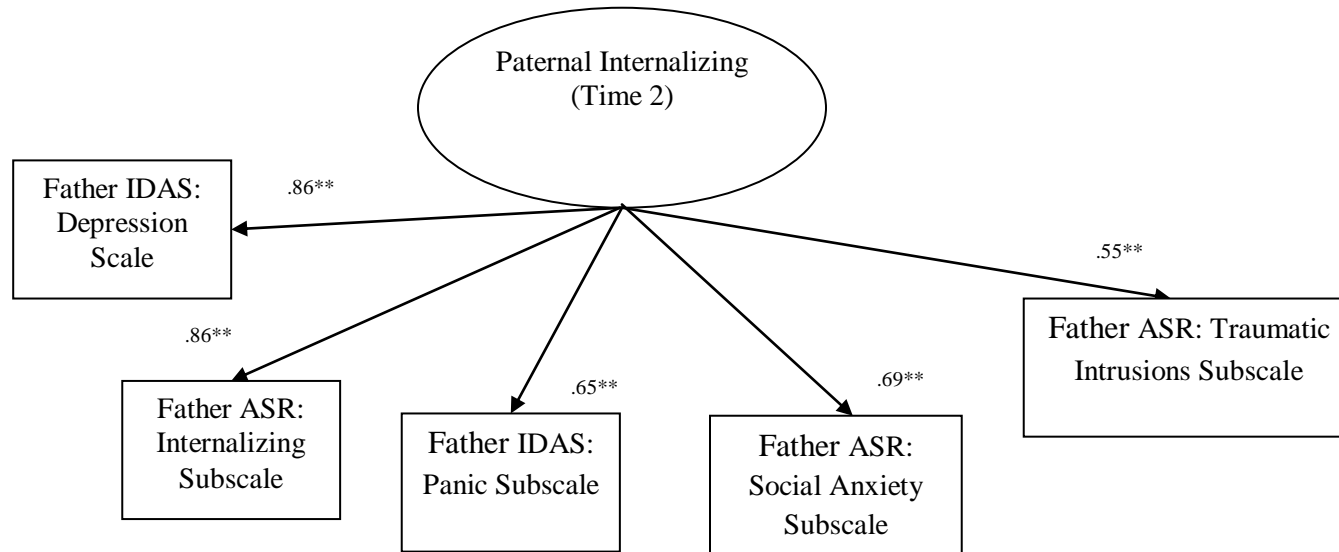 Paternal Internalizing
(Time 2)
Father IDAS:
Depression
Scale
.86**
.55**
Father ASR: Traumatic
Intrusions Subscale
.86**
Father ASR:
Internalizing
Subscale
.65**
Father IDAS:
Panic Subscale
.69**
Father ASR:
Social Anxiety
Subscale